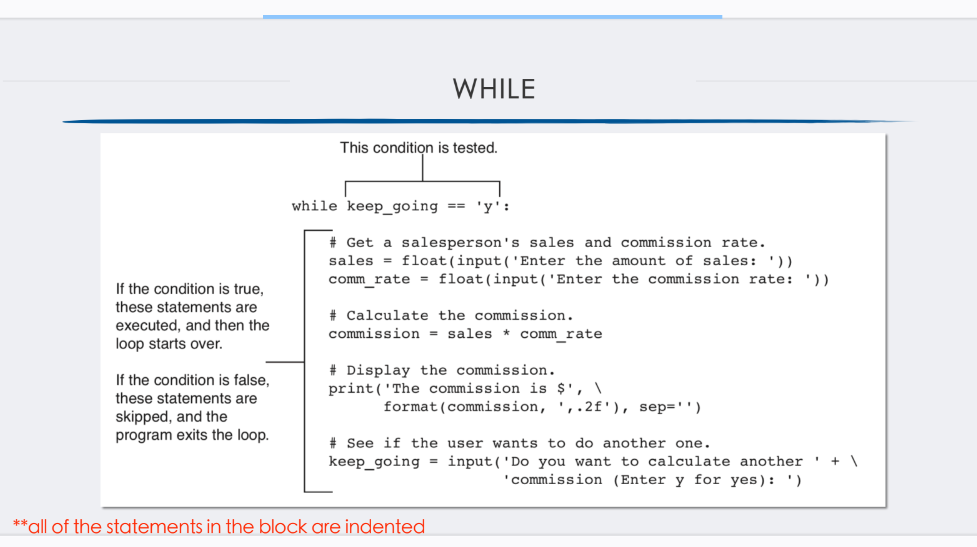 WHILE
This condition is tested.
while keep_going == 'y':
# Get a salesperson's sales and commission rate.
sales = float(input('Enter the amount of sales: '))
comm_rate = float(input('Enter the commission rate: '))
# Calculate the commission.
commission = sales * comm_rate
# Display the commission.
print('The commission is $', \
format(commission, ',.2f'), sep='')
# See if the user wants to do another one.
keep_going = input('Do you want to calculate another ' + \
'commission (Enter y for yes): ')
If the condition is true,
these statements are
executed, and then the
loop starts over.
If the condition is false,
these statements are
skipped, and the
program exits the loop.
**all of the statements in the block are indented